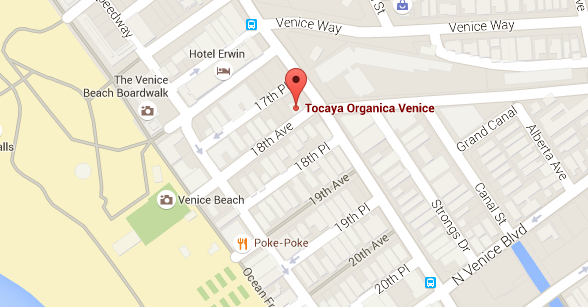 Speedway
Venice Way
St
Venice Way
Hotel Erwin
The Venice
Beach Boardwalk
17th Pl
Tocaya Organica Venice
18th Ave
Grand Canal
Alberta Ave
18th Pl
alls
19th Ave
Venice Beach
Canal St
Strongs Dr
19th Pl
Poke-Poke
20th Ave
N Venice Blvd
Ocean Fr
20th Pl